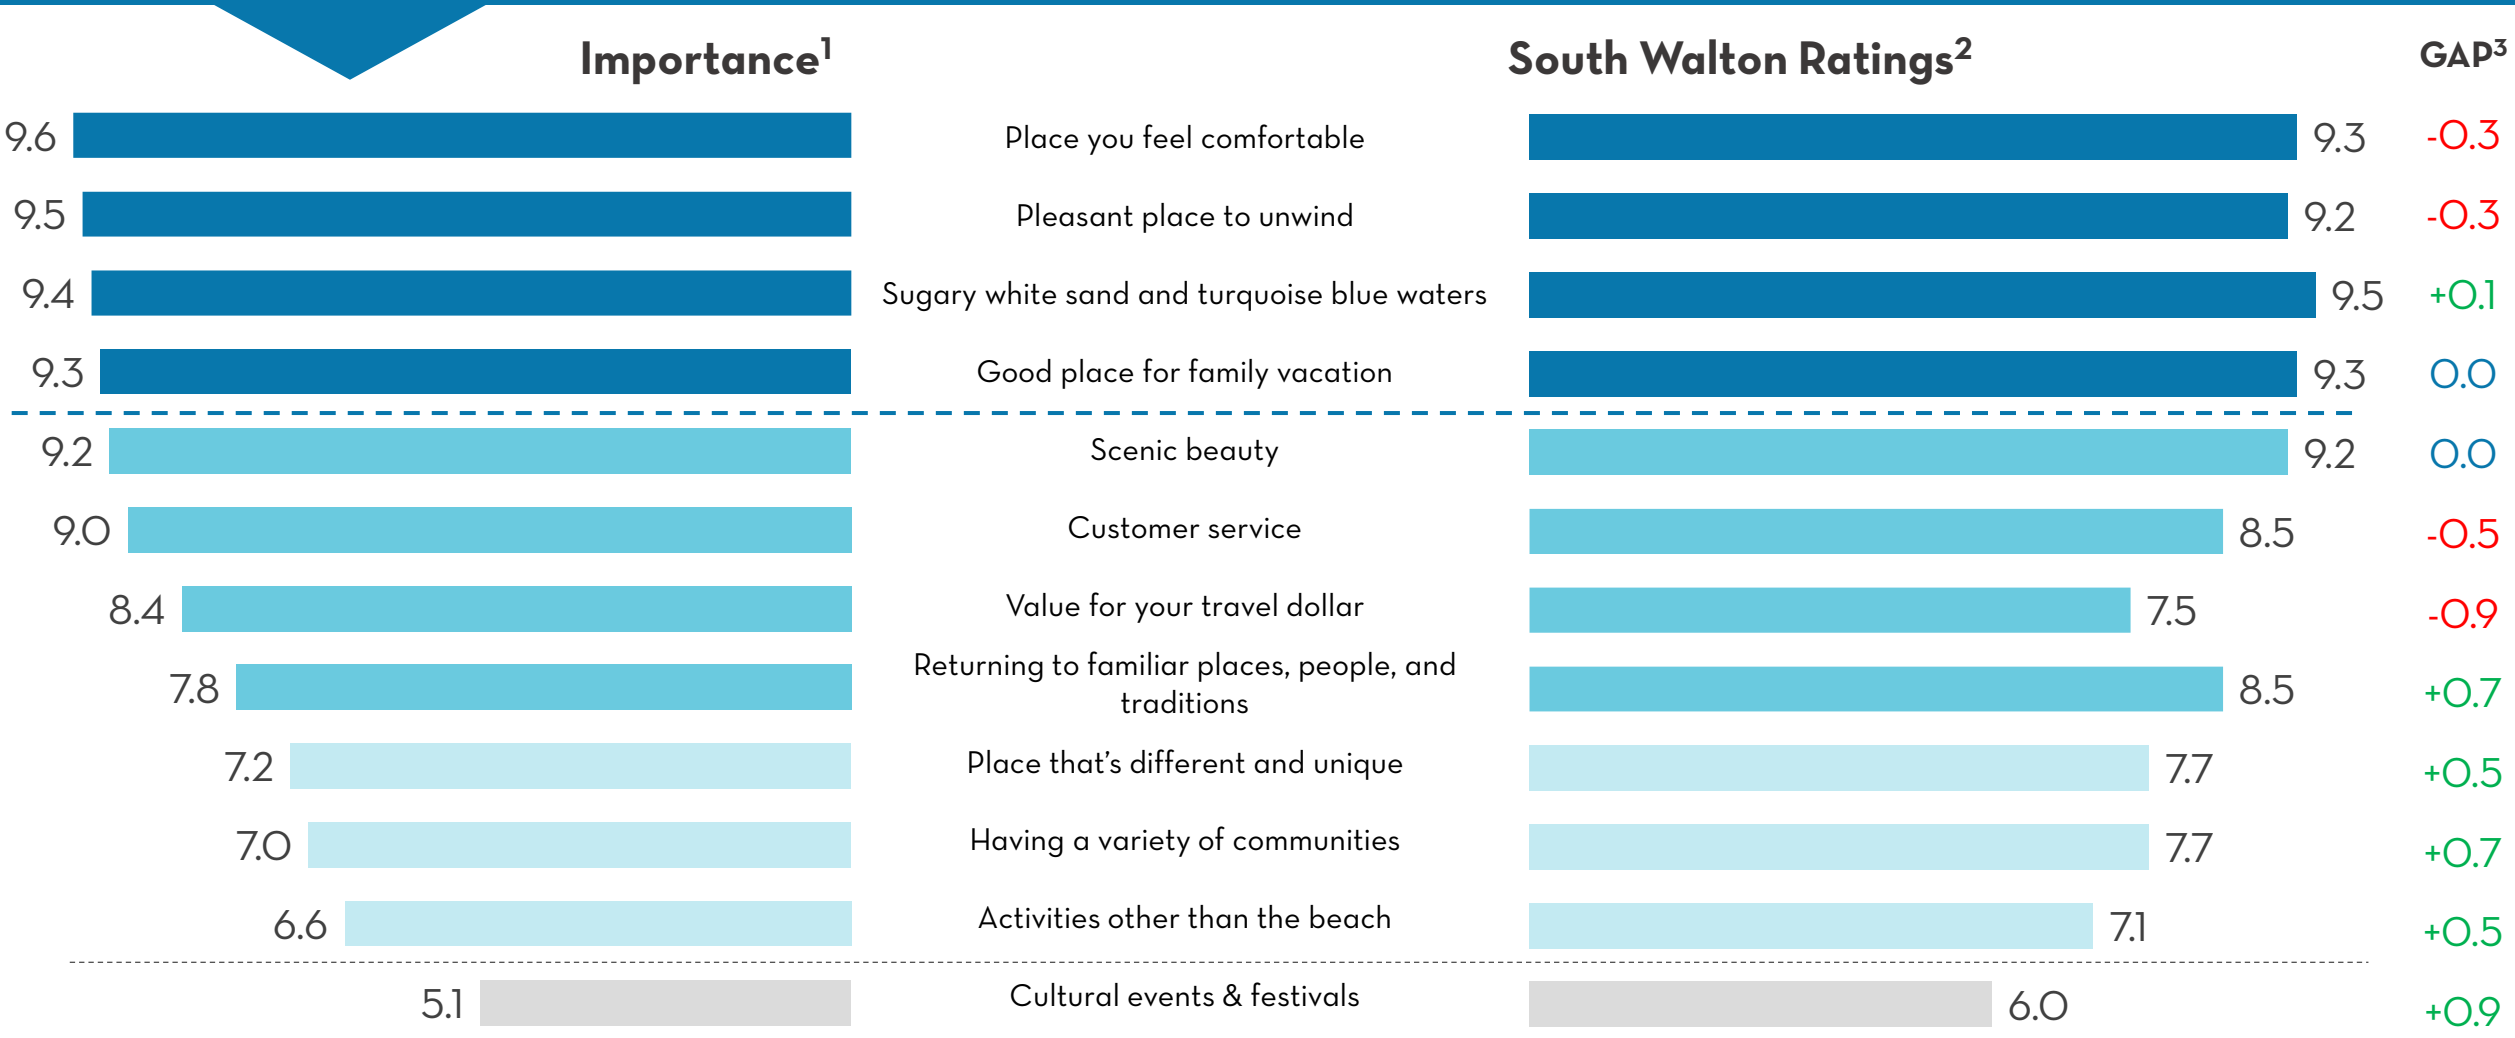 Importance¹ South Walton Ratings² GAP³
9.6 Place you feel comfortable 9.3 -0.3
9.5 Pleasant place to unwind 9.2 -0.3
9.4 Sugary white sand and turquoise blue waters 9.5 +0.1
9.3 Good place for family vacation 9.3 0.0
9.2 Scenic beauty 9.2 0.0
9.0 Customer service 8.5 -0.5
8.4 Value for your travel dollar 7.5 -0.9
Returning to familiar places, people, and
7.8 traditions 8.5 +0.7
7.2 Place that’s different and unique 7.7 +0.5
7.0 Having a variety of communities 7.7 +0.7
6.6 Activities other than the beach 7.1 +0.5
5.1 Cultural events & festivals 6.0 +0.9